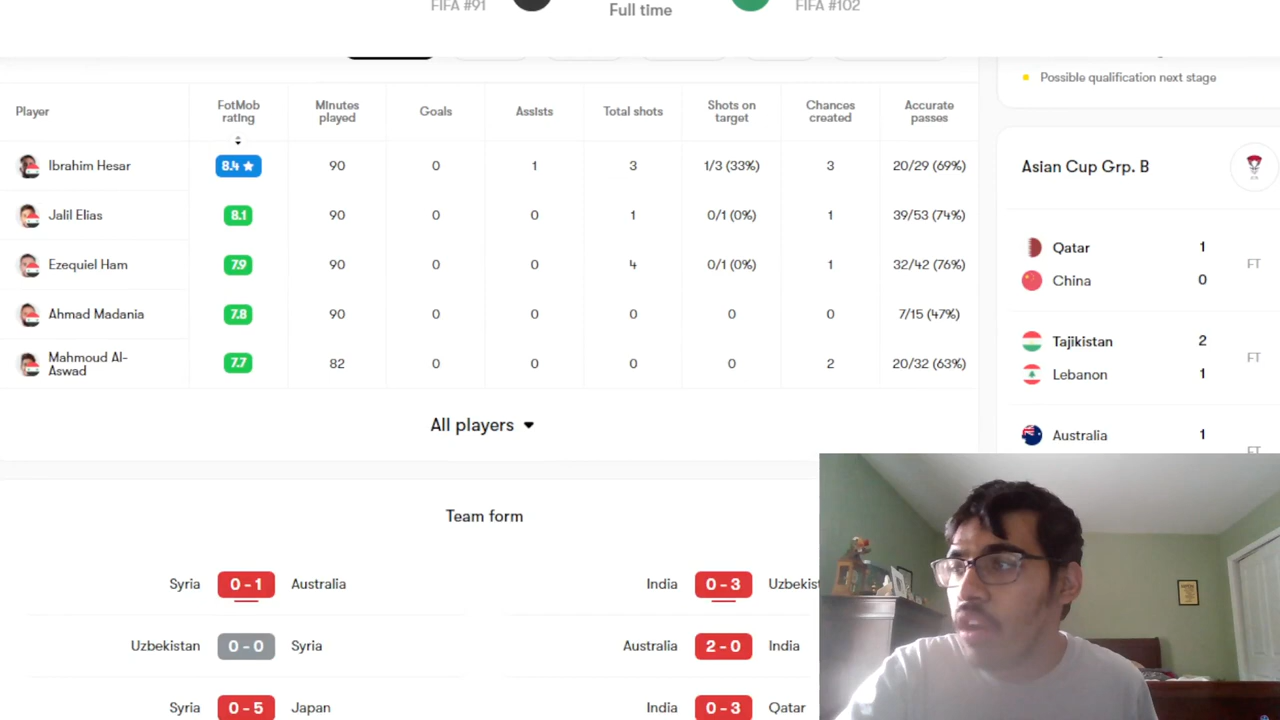 FIFA #91
Full time
FIFA #102
Possible qualification next stage
Player FotMob rating Minutes played Goals Assists Total shots Shots on target Chances created Accurate passes
Ibrahim Hesar 8.4 90 0 1 3 1/3 (33%) 3 20/29 (69%)
Jalil Elias 8.1 90 0 0 1 0/1 (0%) 1 39/53 (74%)
Ezequiel Ham 7.9 90 0 0 4 0/1 (0%) 1 32/42 (76%)
Ahmad Madania 7.8 90 0 0 0 0 0 7/15 (47%)
Mahmoud Al-Aswad 7.7 82 0 0 0 0 2 20/32 (63%)
All players
Asian Cup Grp. B
Qatar 1
FT
China 0
Tajikistan 2
FT
Lebanon 1
Australia 1
Team form
Syria 0 - 1 Australia
India 0 - 3
Uzbekistan 0 - 0 Syria
Australia 2 - 0 India
Syria 0 - 5 Japan
India 0 - 3 Qatar